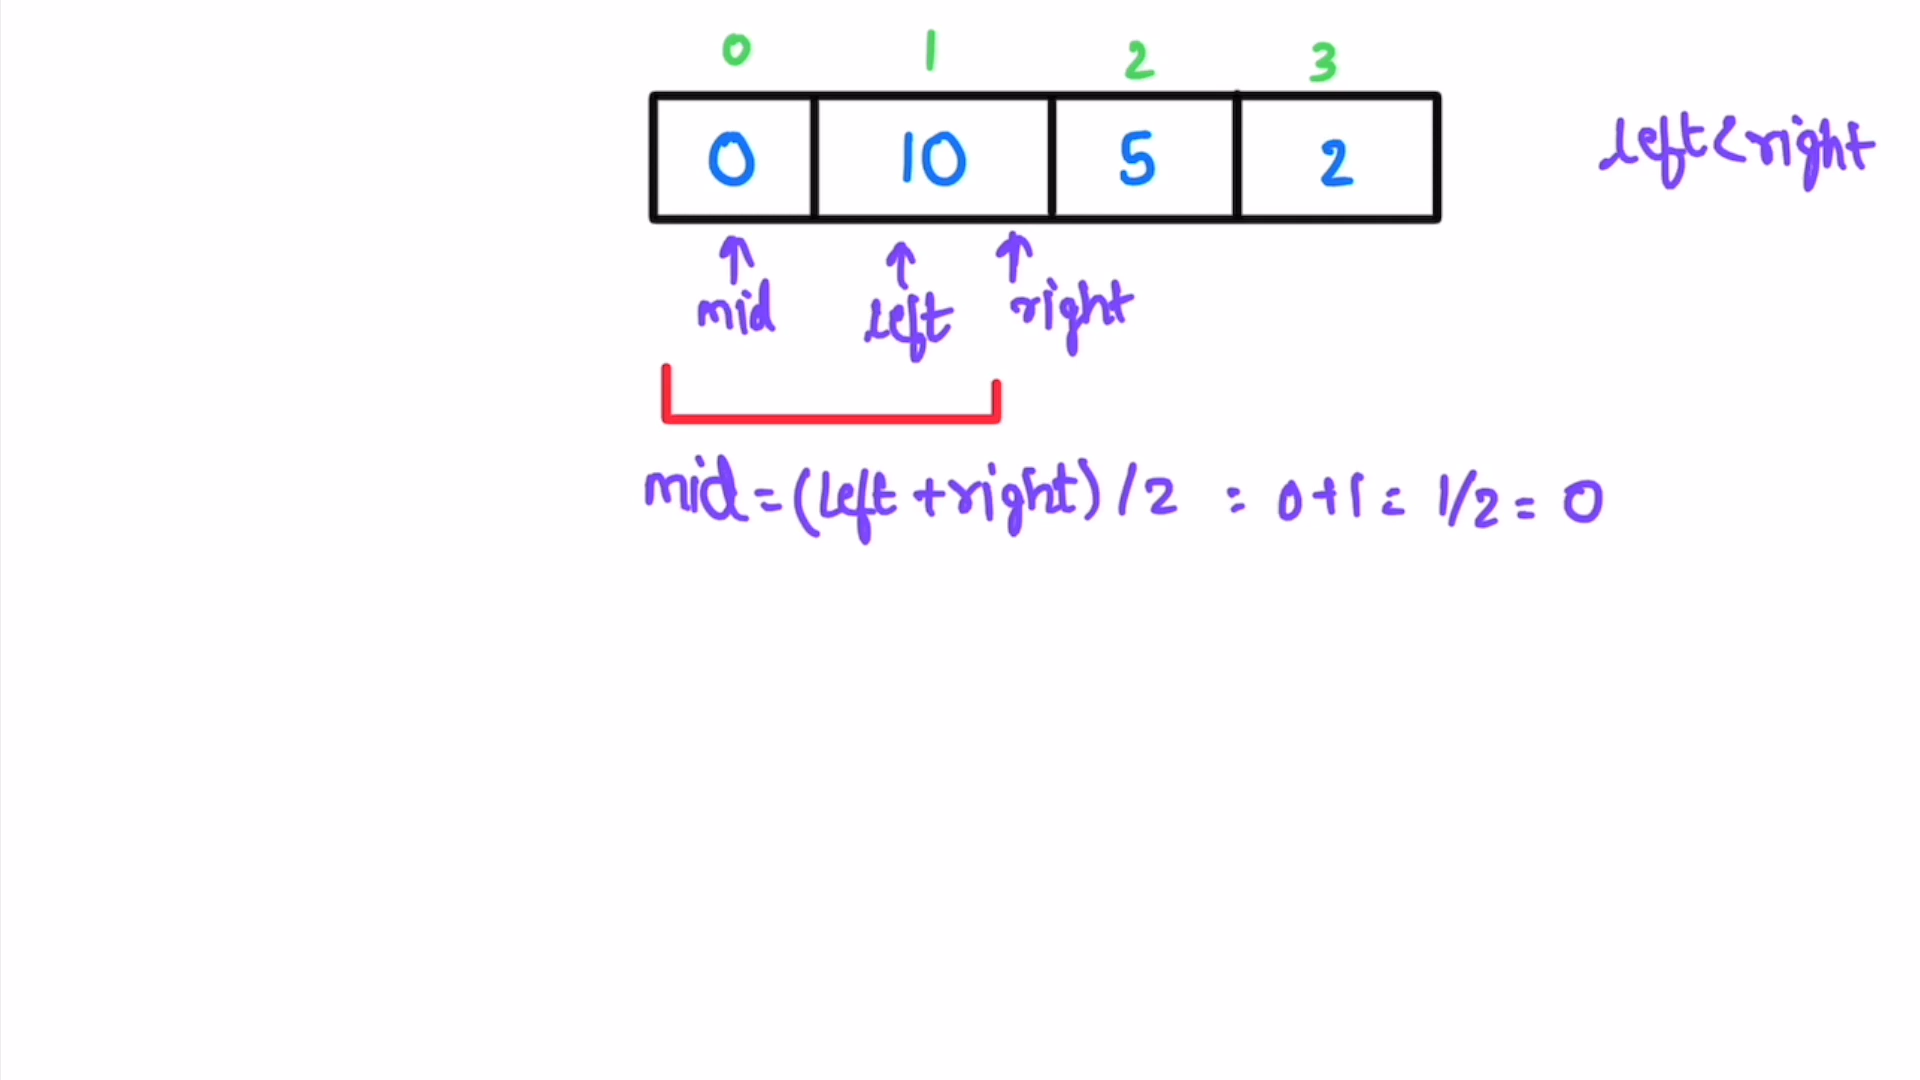 0 1 2 3
0 10 5 2
left<right
mid left right
mid=(left+right)/2 = 0+1= 1/2= 0